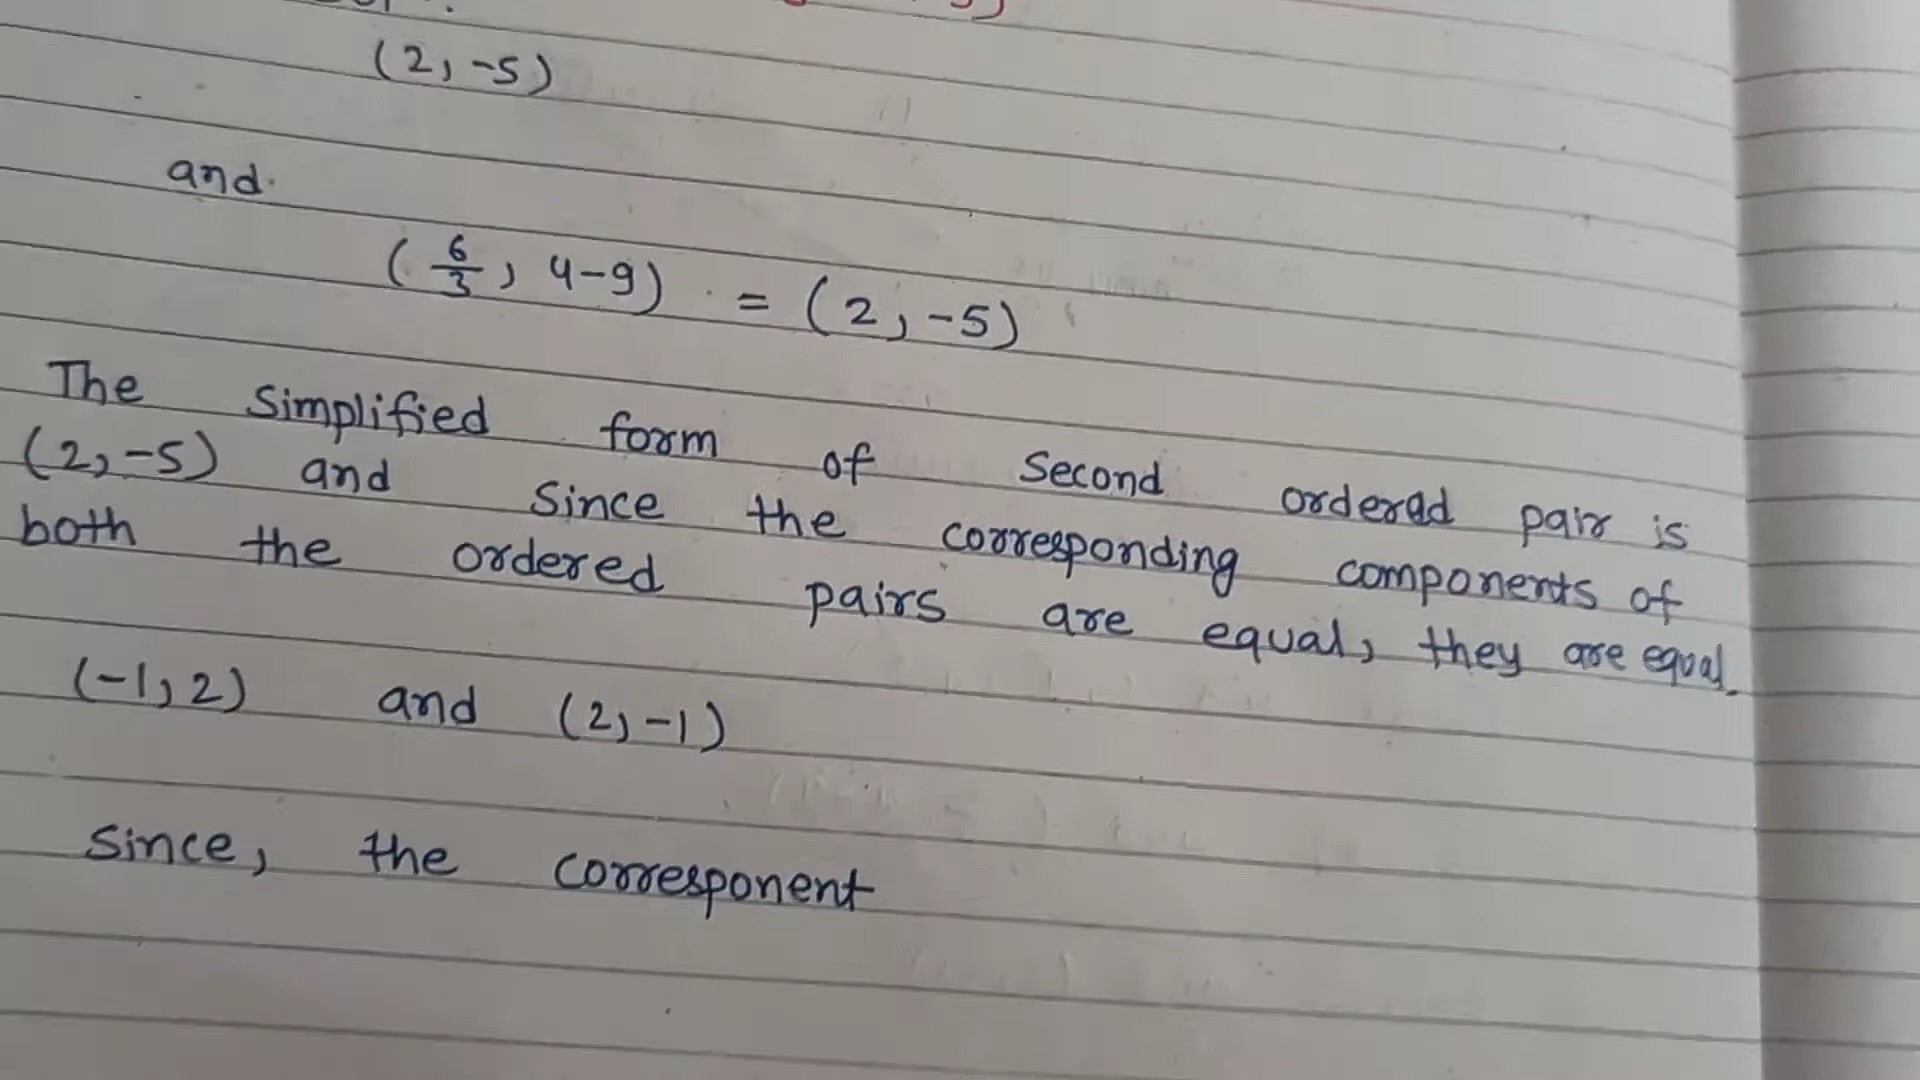 (2, -5)
and
( 6/3 , 4-9) = (2, -5)
The simplified form of second ordered pair is
(2, -5) and since the corresponding components of
both the ordered pairs are equal, they are equal.
(-1, 2) and (2, -1)
since, the corresponent